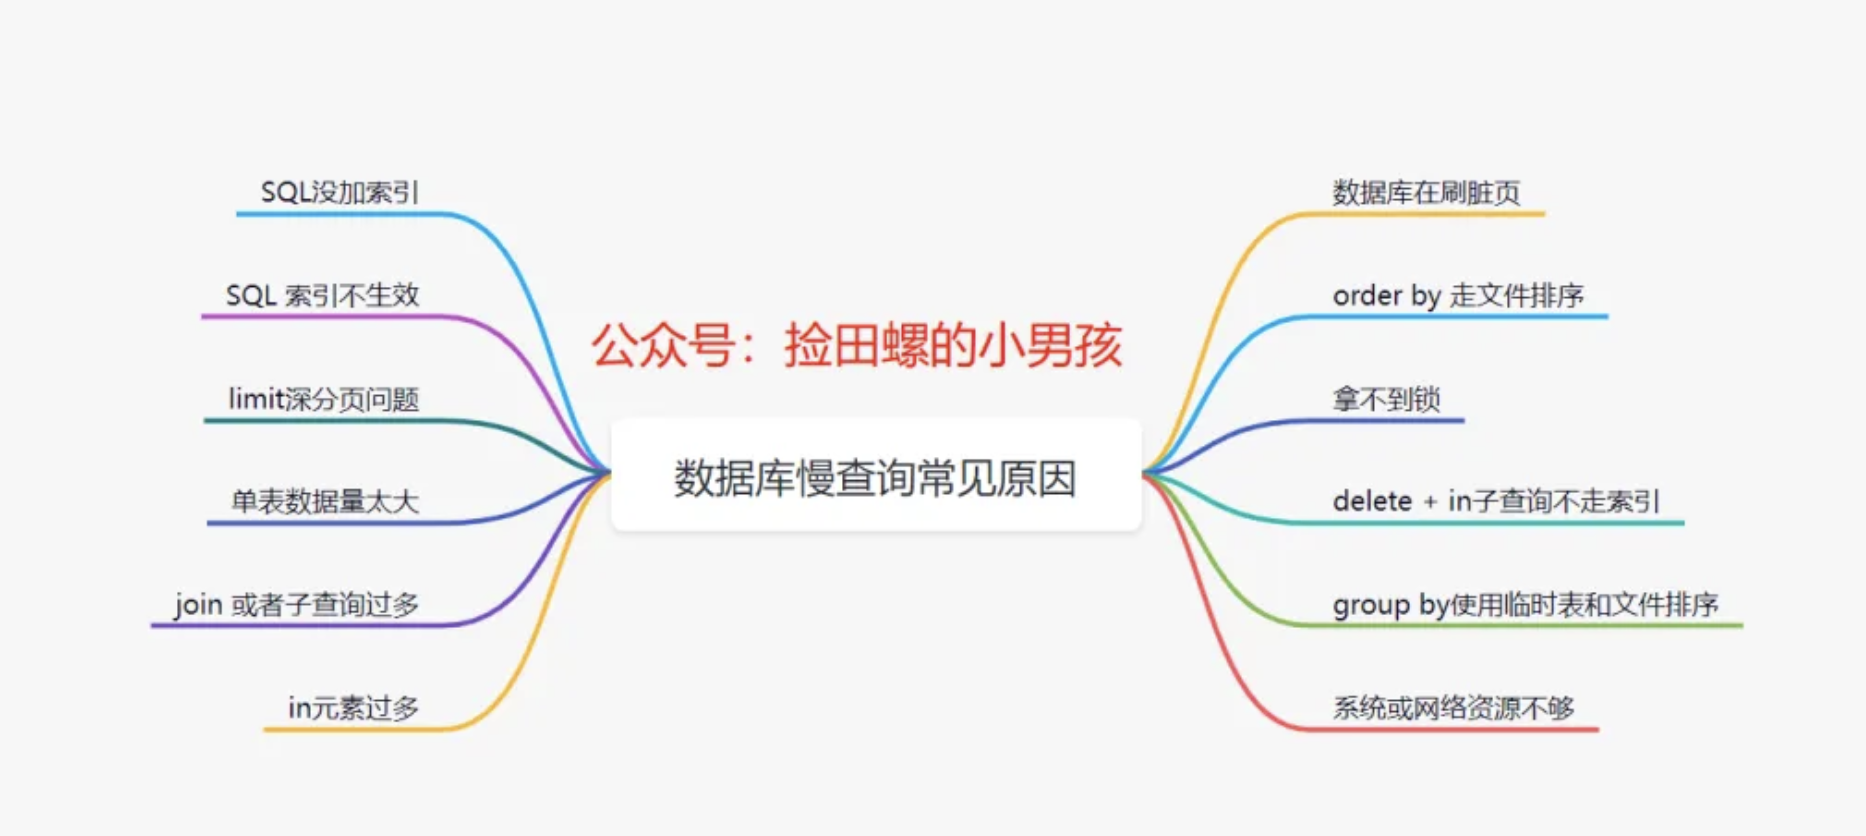 SQL没加索引
SQL 索引不生效
limit深分页问题
单表数据量太大
join 或者子查询过多
in元素过多
公众号：捡田螺的小男孩
数据库慢查询常见原因
数据库在刷脏页
order by 走文件排序
拿不到锁
delete + in子查询不走索引
group by使用临时表和文件排序
系统或网络资源不够